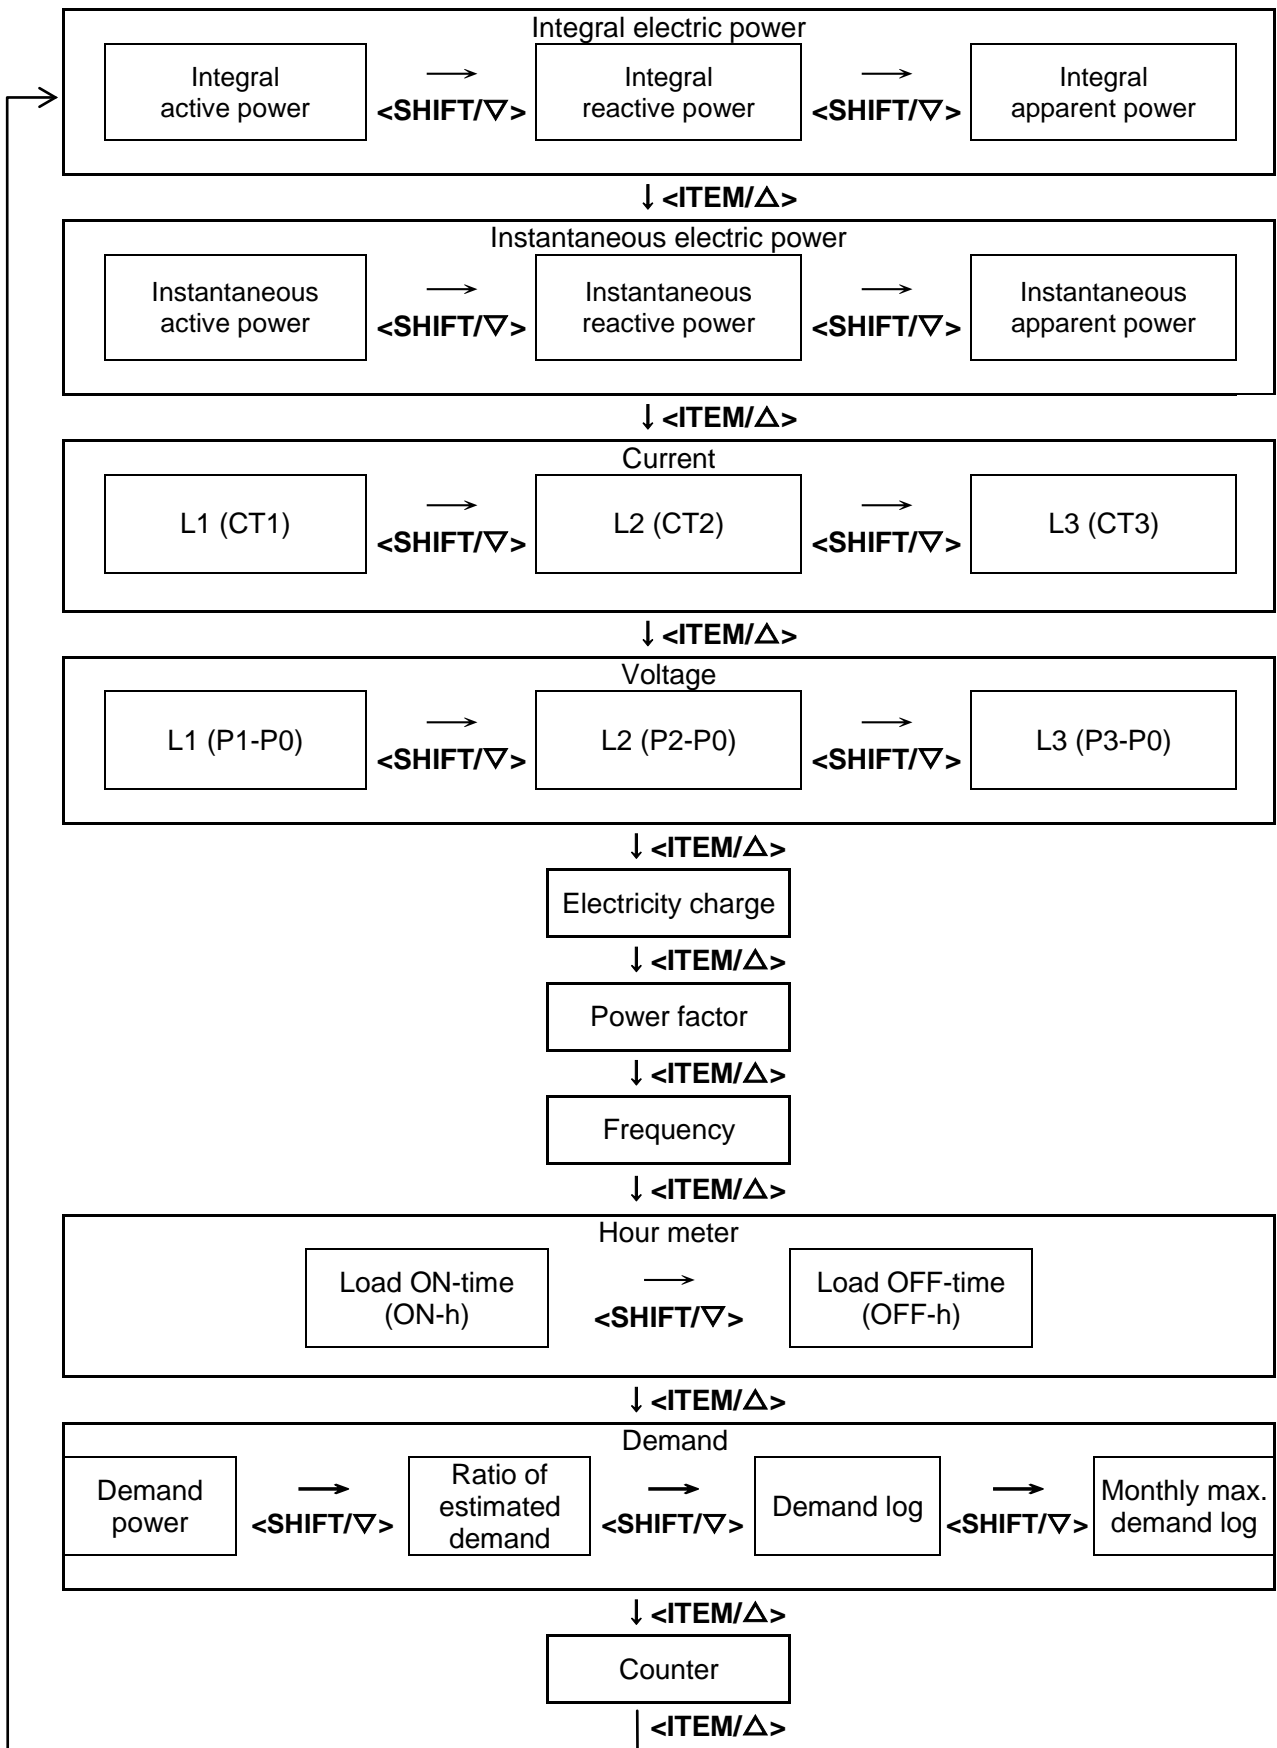 Integral electric power
Integral
active power
→
<SHIFT/▽>
Integral
reactive power
→
<SHIFT/▽>
Integral
apparent power
↓ <ITEM/△>
Instantaneous electric power
Instantaneous
active power
→
<SHIFT/▽>
Instantaneous
reactive power
→
<SHIFT/▽>
Instantaneous
apparent power
↓ <ITEM/△>
Current
L1 (CT1)
→
<SHIFT/▽>
L2 (CT2)
→
<SHIFT/▽>
L3 (CT3)
↓ <ITEM/△>
Voltage
L1 (P1-P0)
→
<SHIFT/▽>
L2 (P2-P0)
→
<SHIFT/▽>
L3 (P3-P0)
↓ <ITEM/△>
Electricity charge
↓ <ITEM/△>
Power factor
↓ <ITEM/△>
Frequency
↓ <ITEM/△>
Hour meter
Load ON-time
(ON-h)
→
<SHIFT/▽>
Load OFF-time
(OFF-h)
↓ <ITEM/△>
Demand
Demand
power
→
<SHIFT/▽>
Ratio of
estimated
demand
→
<SHIFT/▽>
Demand log
→
<SHIFT/▽>
Monthly max.
demand log
↓ <ITEM/△>
Counter
<ITEM/△>